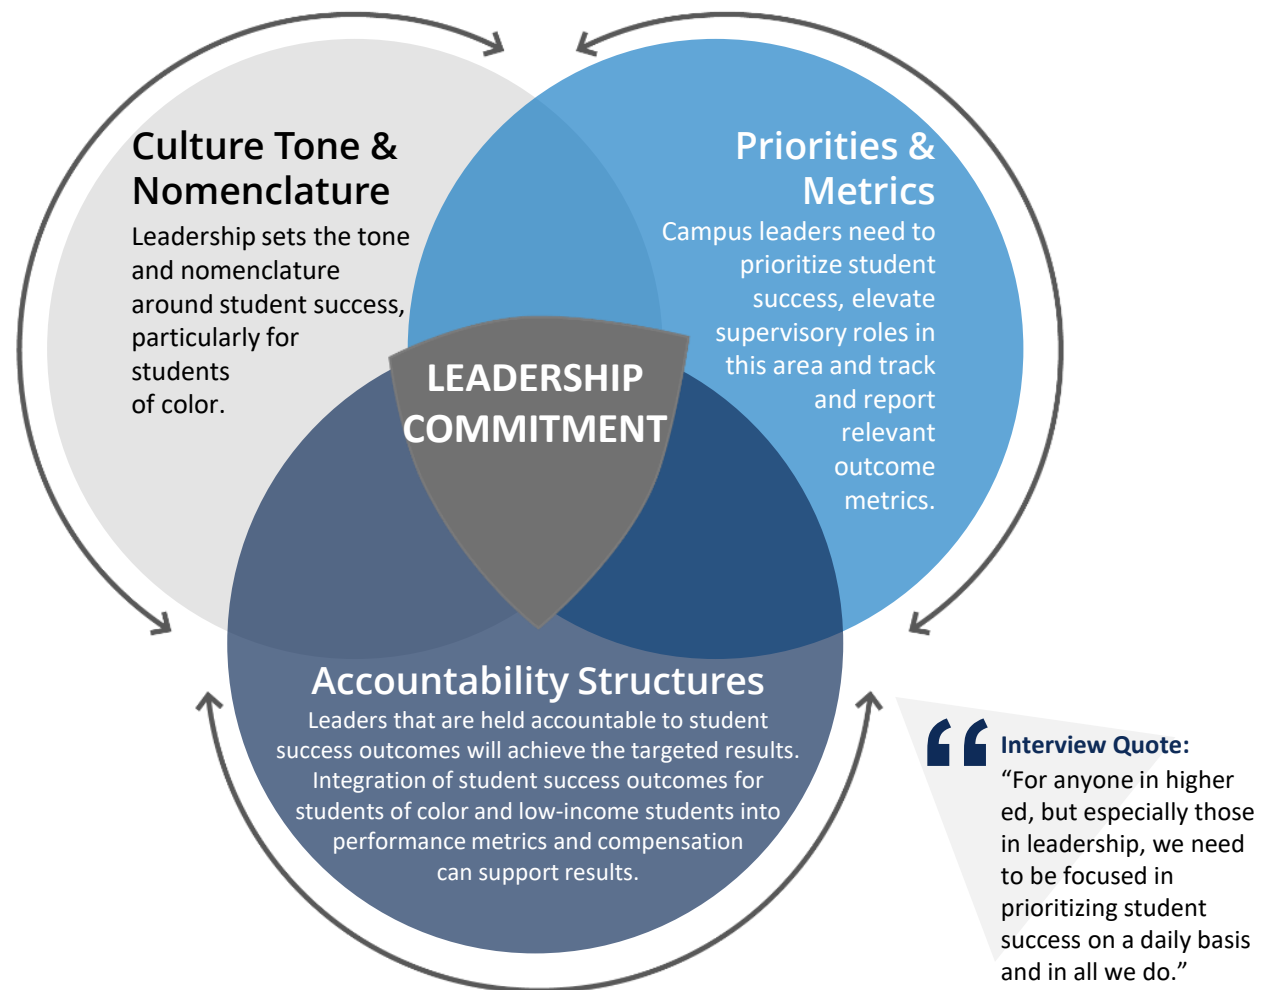 Culture Tone &
Nomenclature
Leadership sets the tone
and nomenclature
around student success,
particularly for
students
of color.
Priorities &
Metrics
Campus leaders need to
prioritize student
success, elevate
supervisory roles in
this area and track
and report
relevant
outcome
metrics.
LEADERSHIP
COMMITMENT
Accountability Structures
Leaders that are held accountable to student
success outcomes will achieve the targeted results.
Integration of student success outcomes for
students of color and low-income students into
performance metrics and compensation
can support results.
“ Interview Quote:
“For anyone in higher
ed, but especially those
in leadership, we need
to be focused in
prioritizing student
success on a daily basis
and in all we do.”